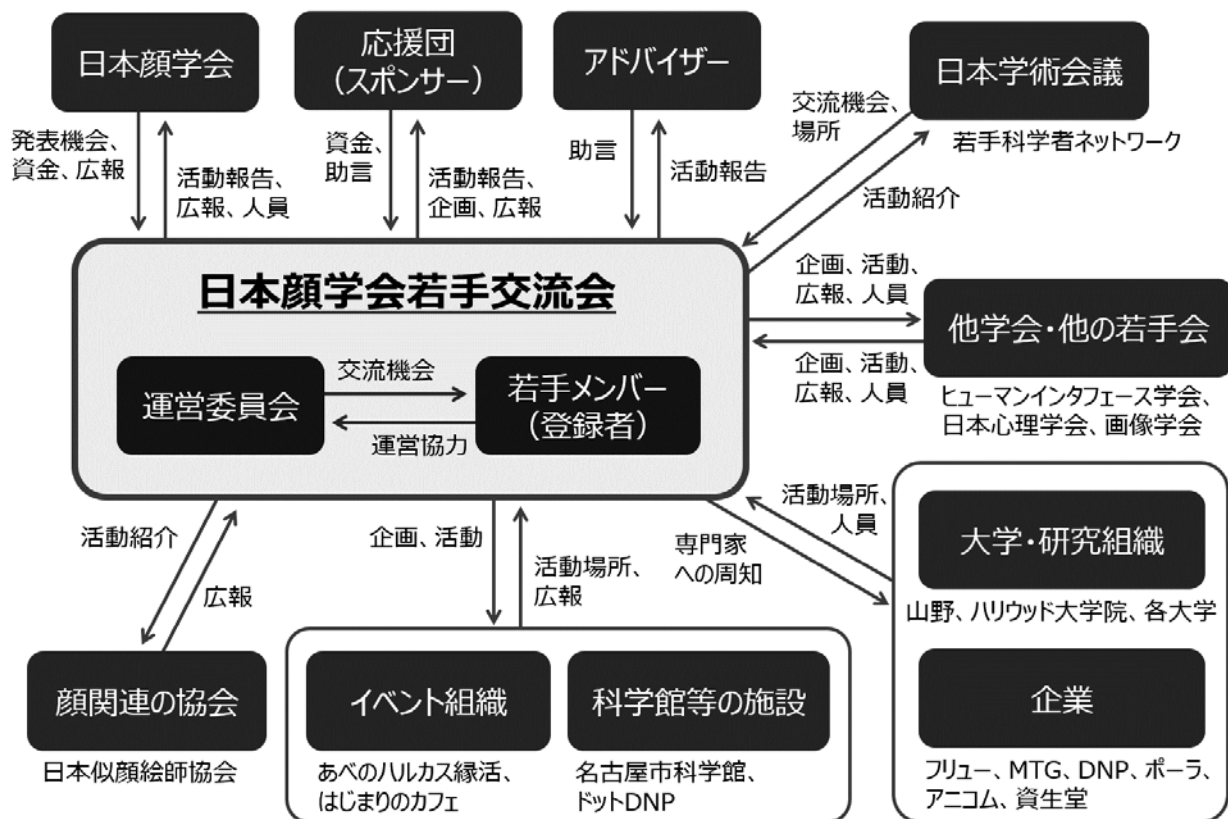 日本顔学会
応援団
(スポンサー)
アドバイザー
日本学術会議
若手科学者ネットワーク
発表機会、
資金、広報
活動報告、
広報、人員
資金、
助言
活動報告、
企画、広報
助言
活動報告
交流機会、
場所
活動紹介
日本顔学会若手交流会
運営委員会
交流機会
運営協力
若手メンバー
(登録者)
企画、活動、
広報、人員
企画、活動、
広報、人員
他学会・他の若手会
ヒューマンインタフェース学会、
日本心理学会、画像学会
活動紹介
広報
企画、活動
活動場所、
広報
専門家
への周知
活動場所、
人員
大学・研究組織
山野、ハリウッド大学院、各大学
企業
フリュー、MTG、DNP、ポーラ、
アニコム、資生堂
顔関連の協会
日本似顔絵師協会
イベント組織
あべのハルカス縁活、
はじまりのカフェ
科学館等の施設
名古屋市科学館、
ドットDNP